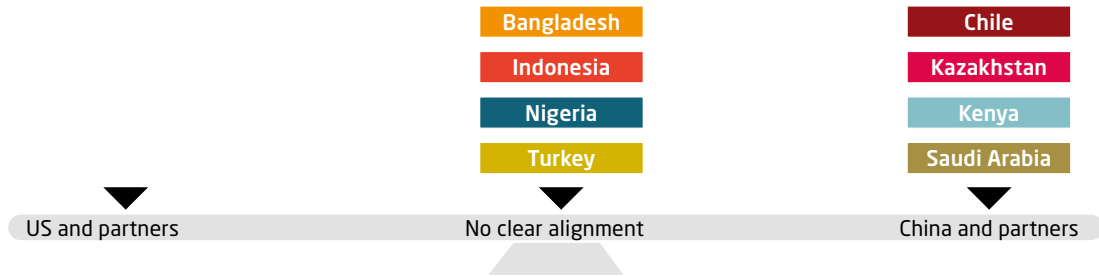 Bangladesh
Chile
Indonesia
Kazakhstan
Nigeria
Kenya
Turkey
Saudi Arabia
US and partners
No clear alignment
China and partners